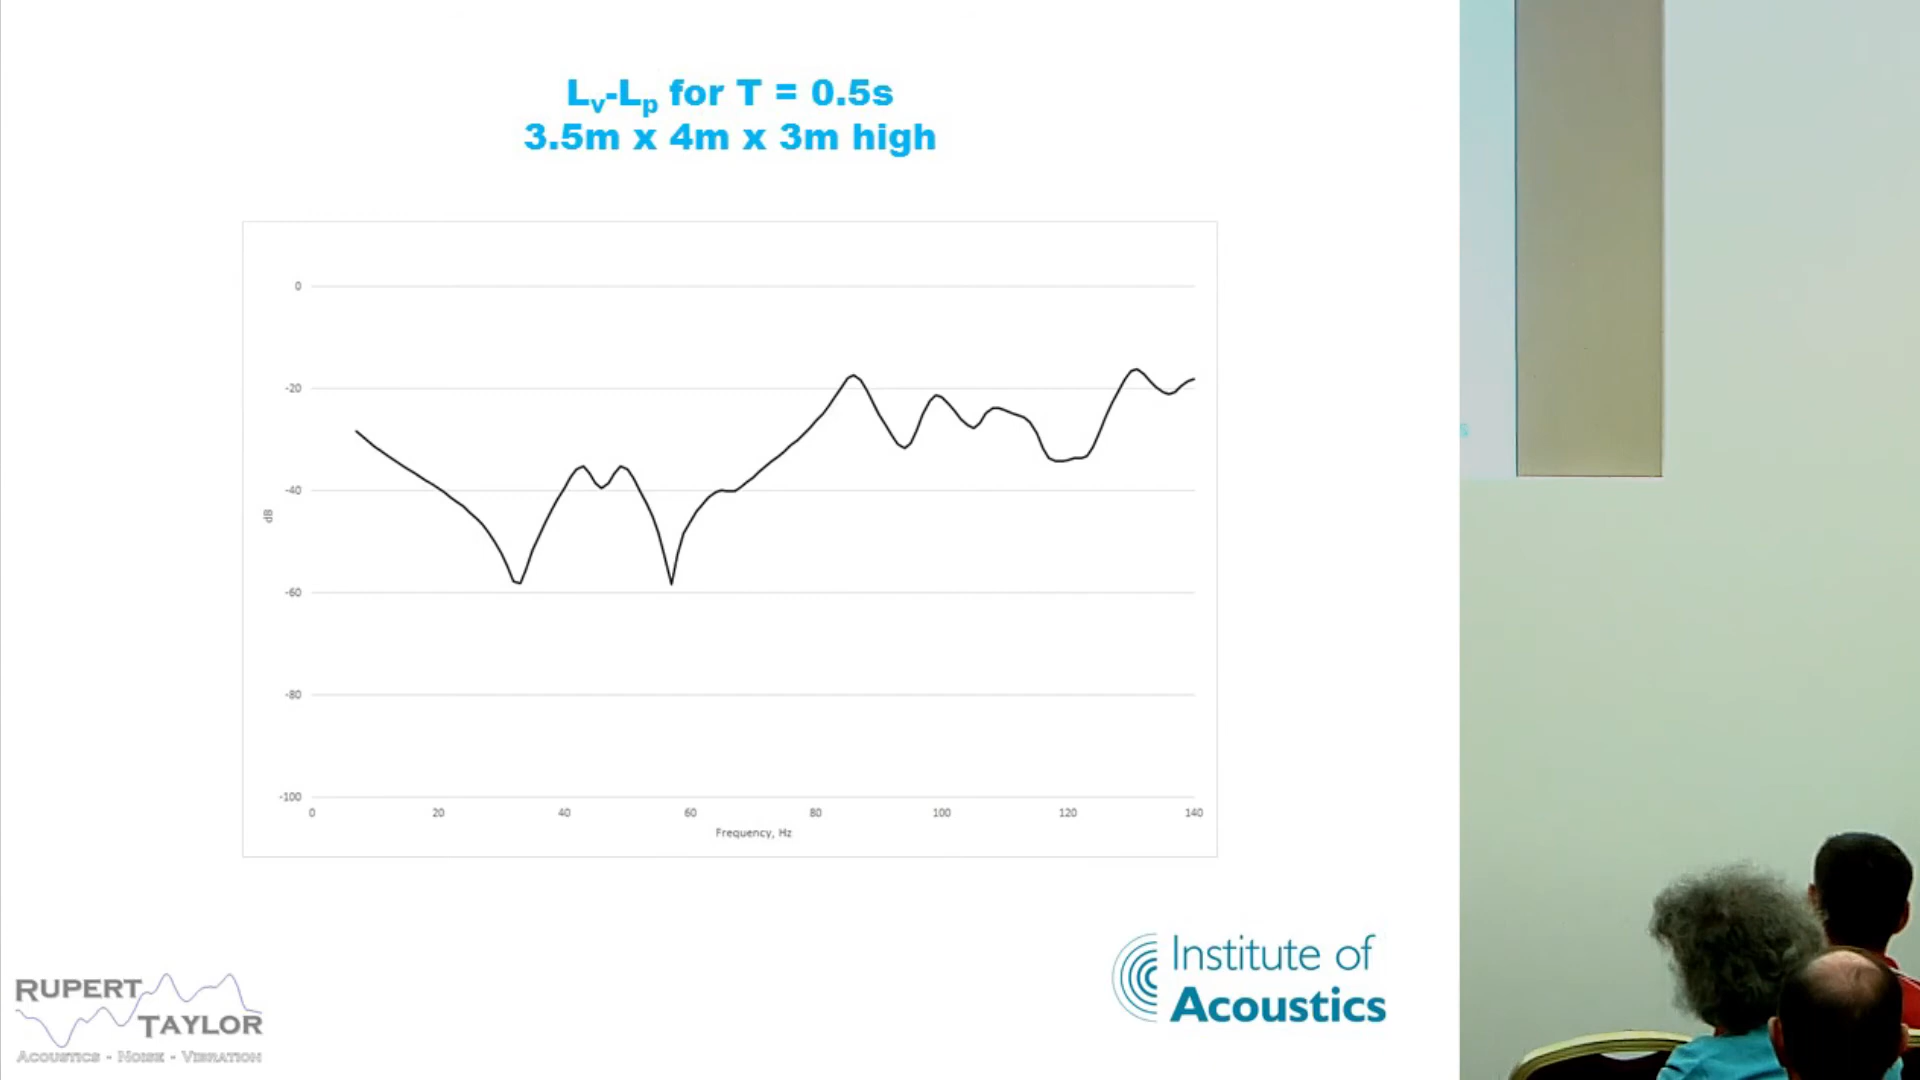 Lv-Lp for T = 0.5s
3.5m x 4m x 3m high
0
-20
-40
dB
-60
-80
-100
0 20 40 60 80 100 120 140
Frequency, Hz
RUPERT
TAYLOR
ACOUSTICS - NOISE - VIBRATION
Institute of
Acoustics
s